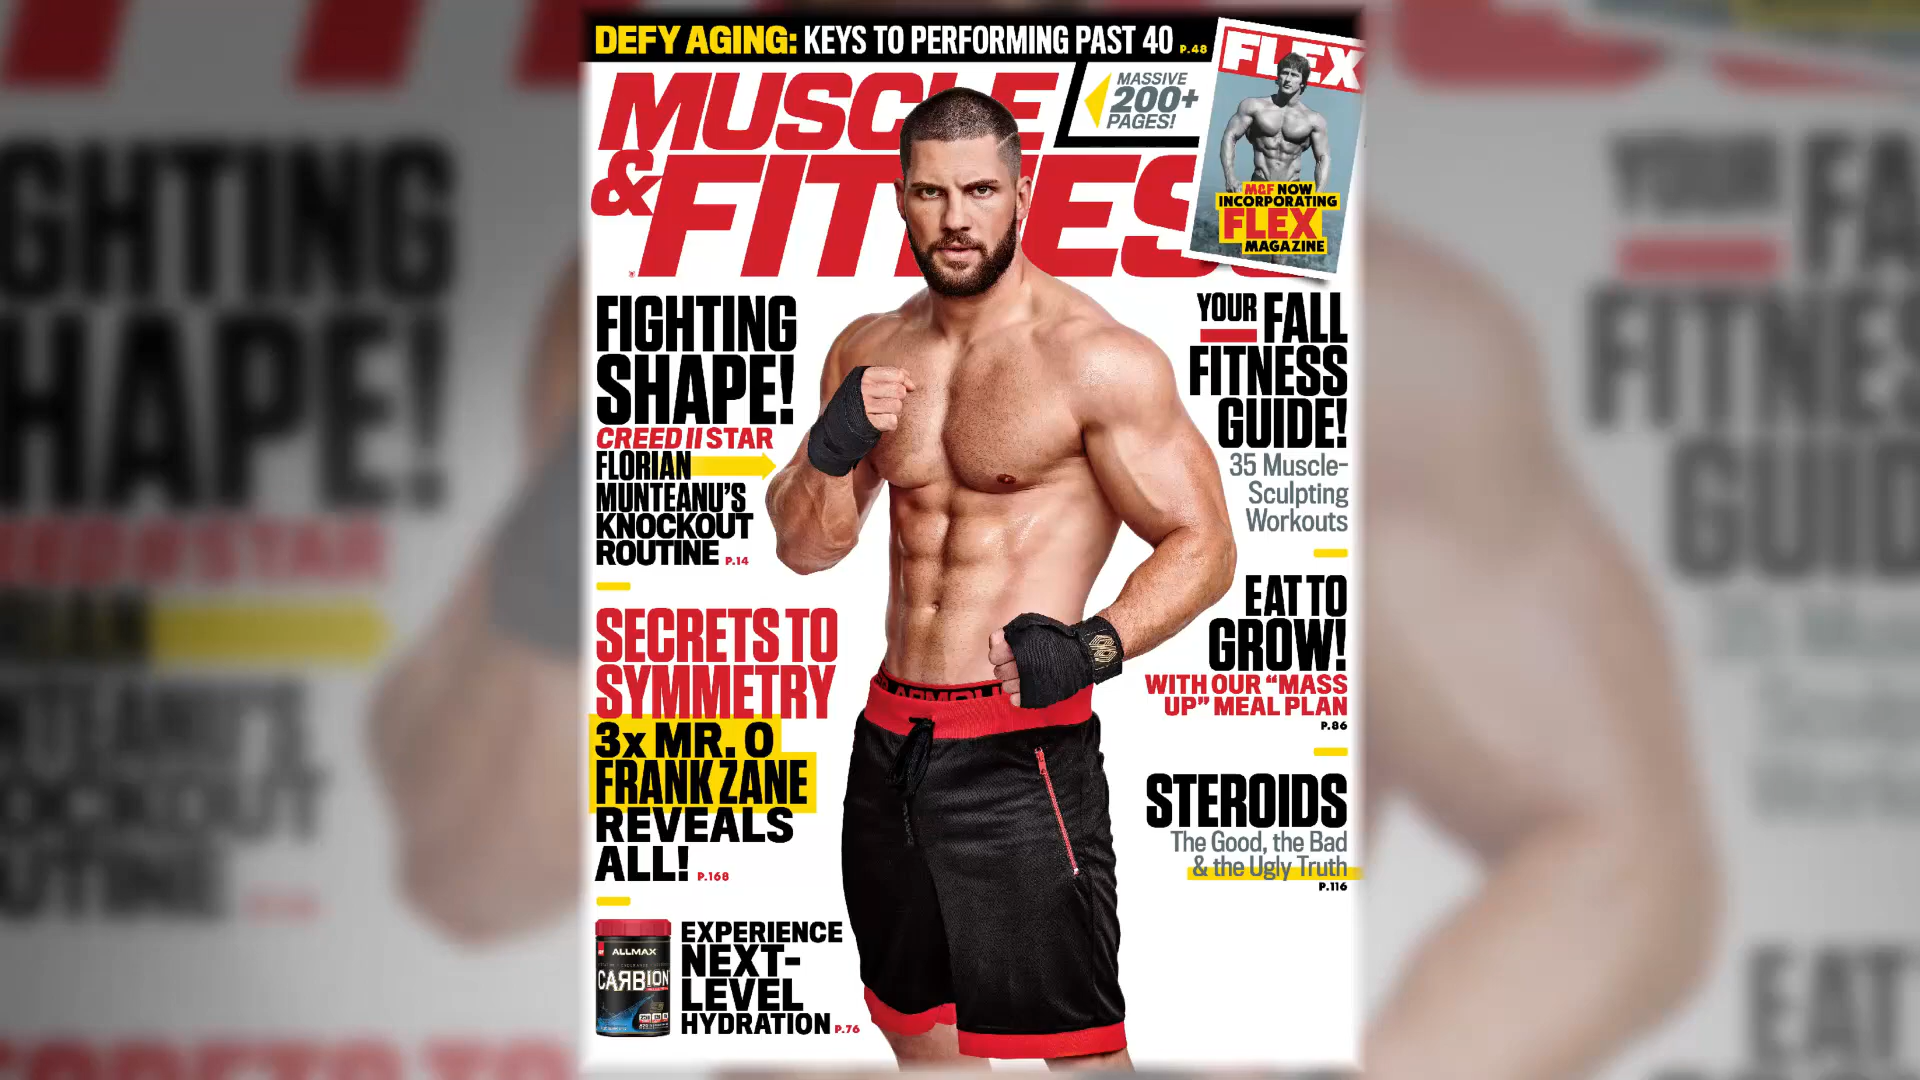 DEFY AGING: KEYS TO PERFORMING PAST 40 P.48
MUSCLE
& FITNESS
MASSIVE
200+
PAGES!
FLEX
M&F NOW
INCORPORATING
FLEX
MAGAZINE
FIGHTING
SHAPE!
CREED II STAR
FLORIAN
MUNTEANU'S
KNOCKOUT
ROUTINE P.14
SECRETS TO
SYMMETRY
3x MR. O
FRANK ZANE
REVEALS
ALL! P.168
ALLMAX
CARBION
EXPERIENCE
NEXT-
LEVEL
HYDRATION P.76
YOUR FALL
FITNESS
GUIDE!
35 Muscle-
Sculpting
Workouts
EAT TO
GROW!
WITH OUR "MASS
UP" MEAL PLAN
P.86
STEROIDS
The Good, the Bad
& the Ugly Truth
P.116